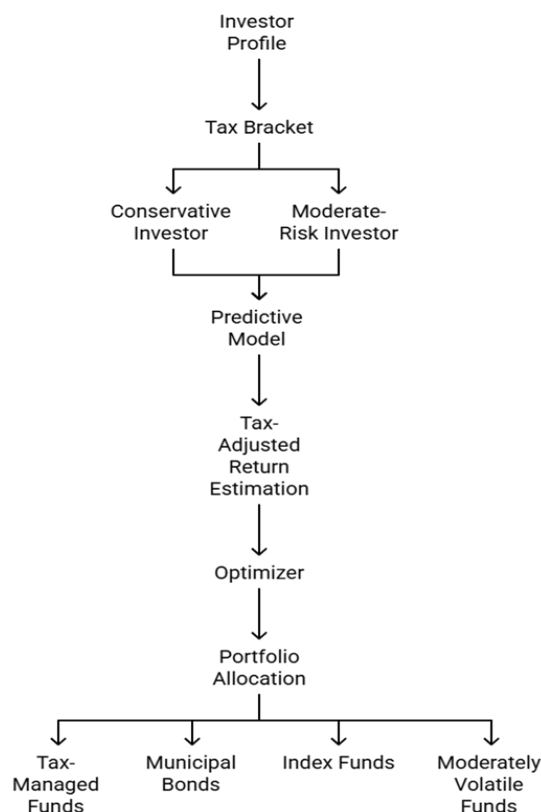 Investor
Profile
Tax Bracket
Conservative
Investor
Moderate-
Risk Investor
Predictive
Model
Tax-
Adjusted
Return
Estimation
Optimizer
Portfolio
Allocation
Tax-
Managed
Funds
Municipal
Bonds
Index Funds
Moderately
Volatile
Funds